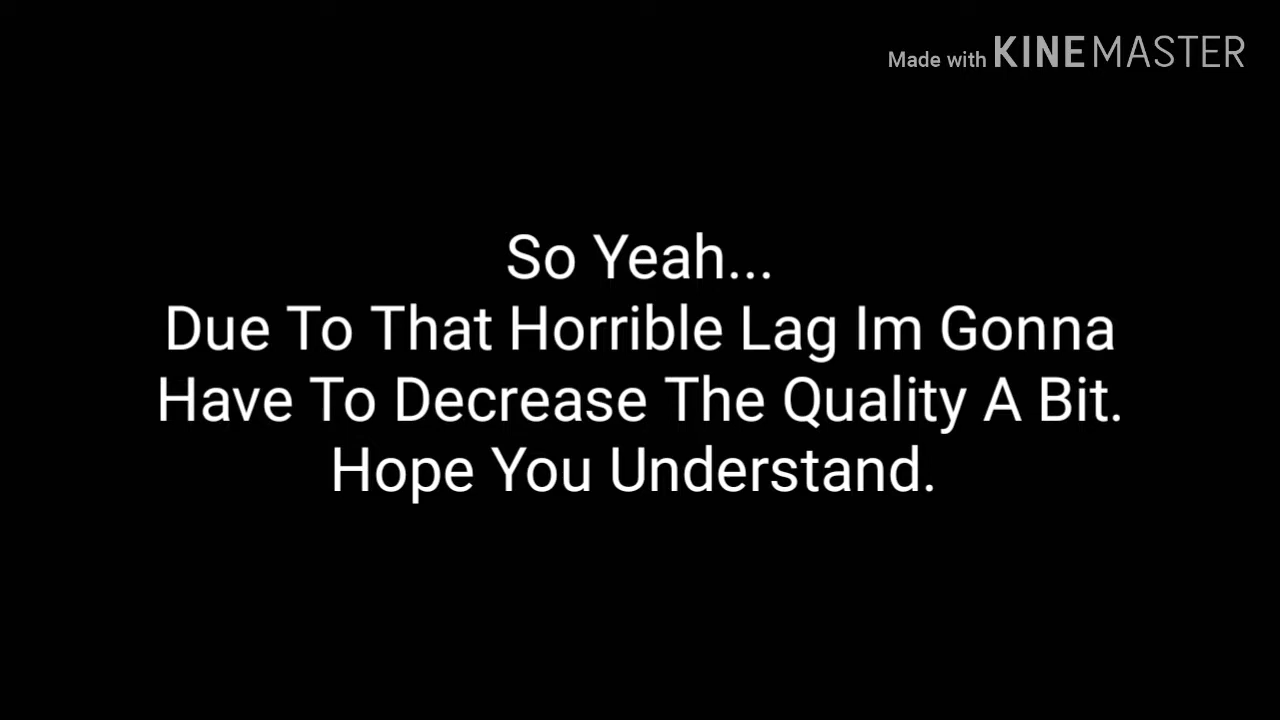 Made with KINEMASTER
So Yeah...
Due To That Horrible Lag Im Gonna
Have To Decrease The Quality A Bit.
Hope You Understand.